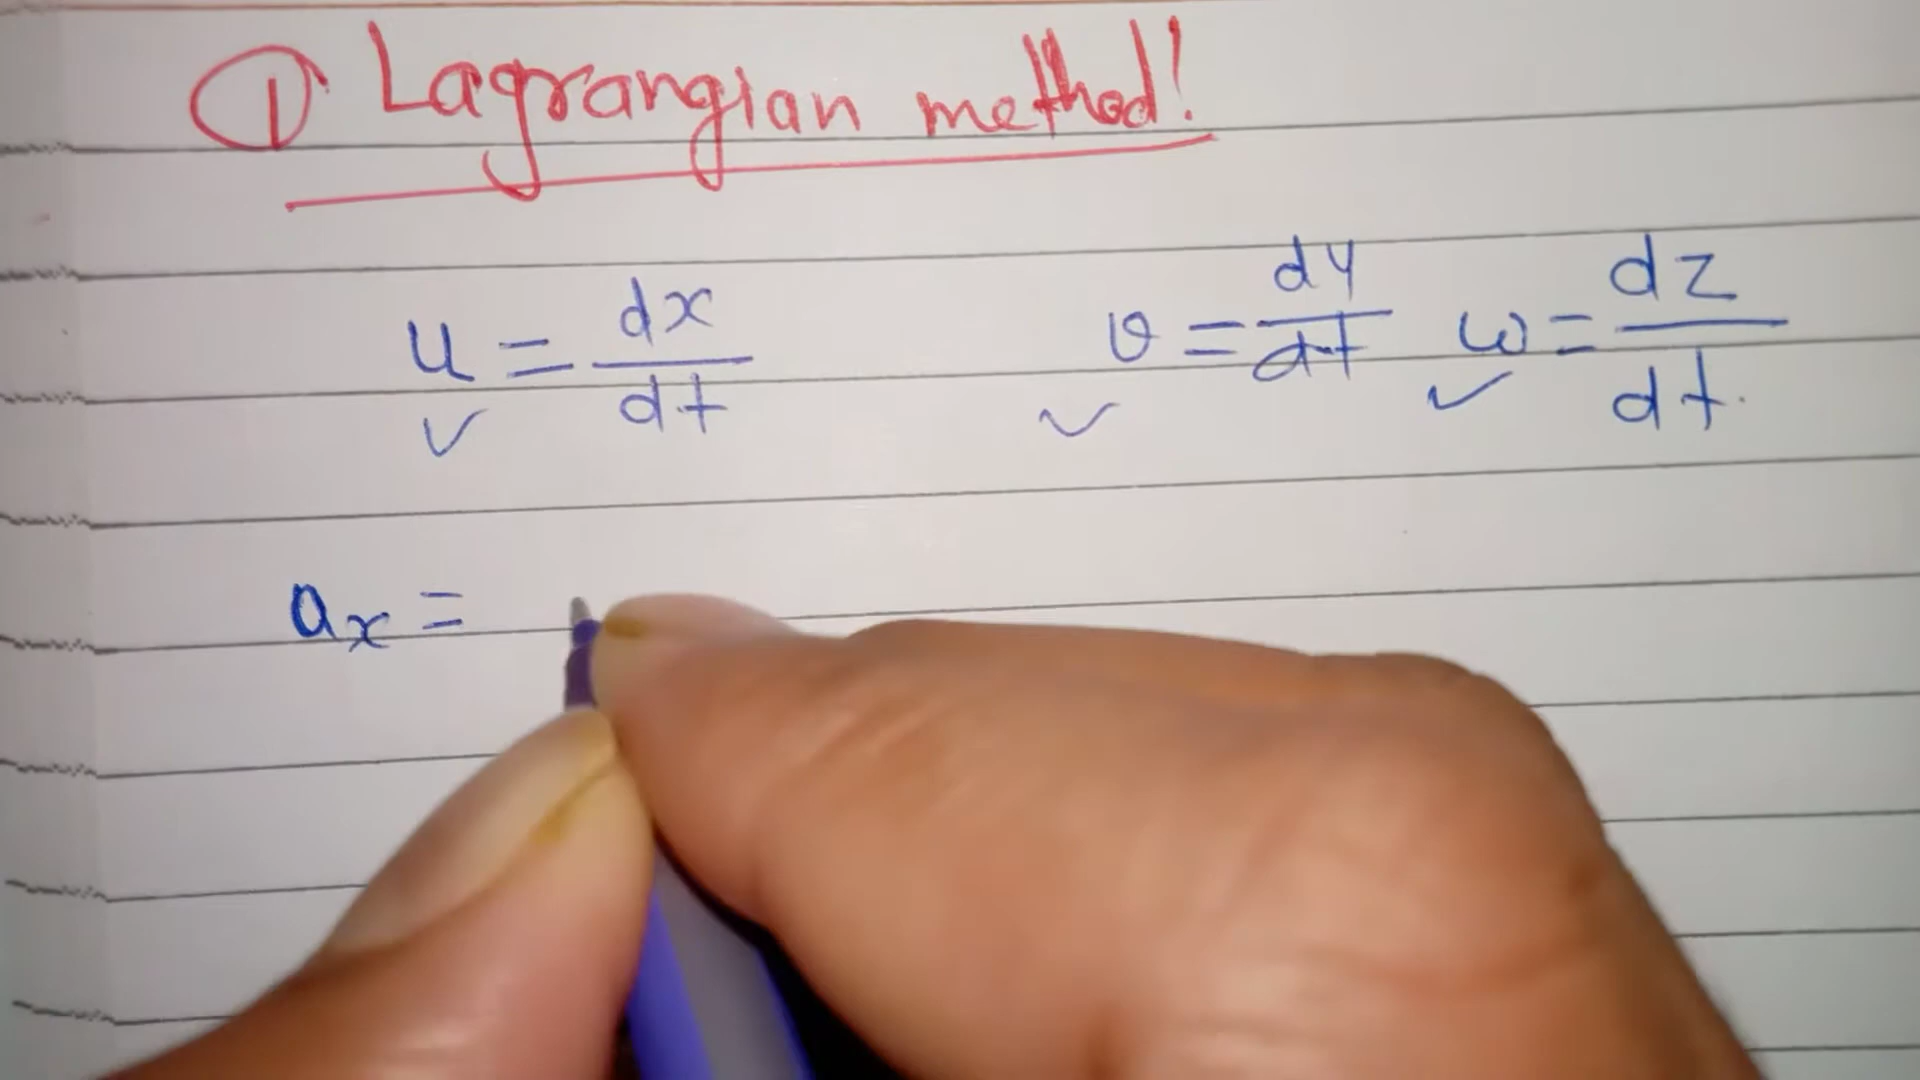 ① Lagrangian method!
u = dx/dt v = dy/dt w = dz/dt
✓ ✓ ✓
aₓ =